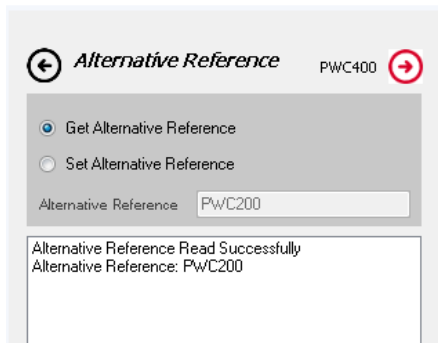 Alternative Reference PWC400
Get Alternative Reference
Set Alternative Reference
Alternative Reference PWC200
Alternative Reference Read Successfully
Alternative Reference: PWC200